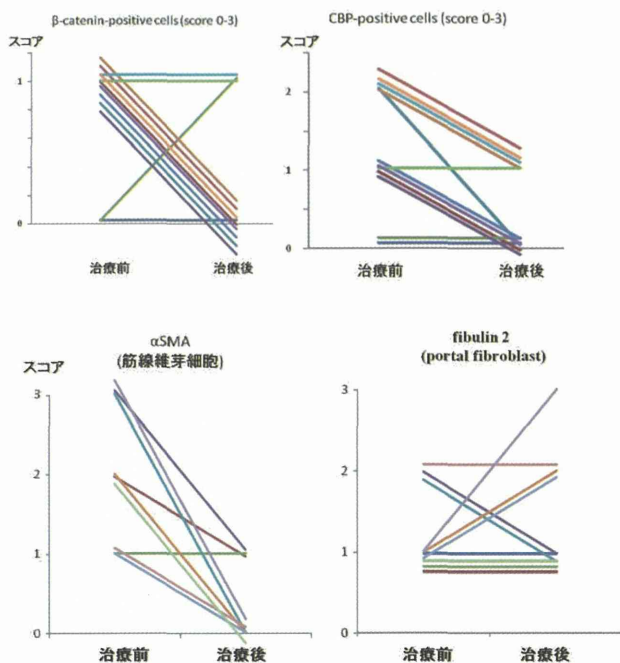 β-catenin-positive cells (score 0-3)
スコア
1
0
治療前
治療後
CBP-positive cells (score 0-3)
2
1
0
治療前
治療後
αSMA
(筋線維芽細胞)
スコア
3
2
1
0
治療前
治療後
fibulin 2
(portal fibroblast)
3
2
1
0
治療前
治療後